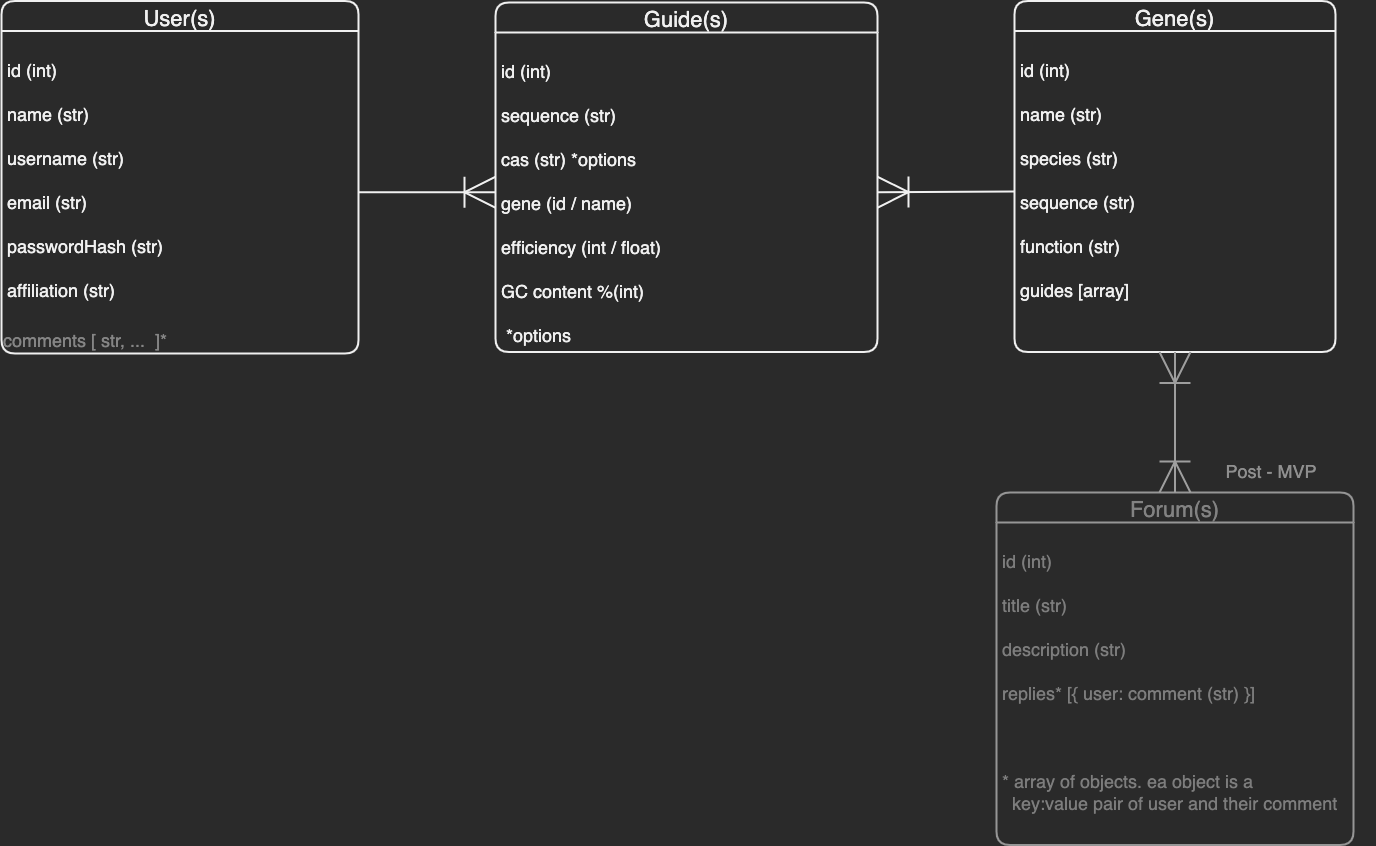 User(s)
id (int)
name (str)
username (str)
email (str)
passwordHash (str)
affiliation (str)
comments [ str, ...  ]*
Guide(s)
id (int)
sequence (str)
cas (str) *options
gene (id / name)
efficiency (int / float)
GC content %(int)
*options
Gene(s)
id (int)
name (str)
species (str)
sequence (str)
function (str)
guides [array]
Post - MVP
Forum(s)
id (int)
title (str)
description (str)
replies* [{ user: comment (str) }]
* array of objects. ea object is a
key:value pair of user and their comment